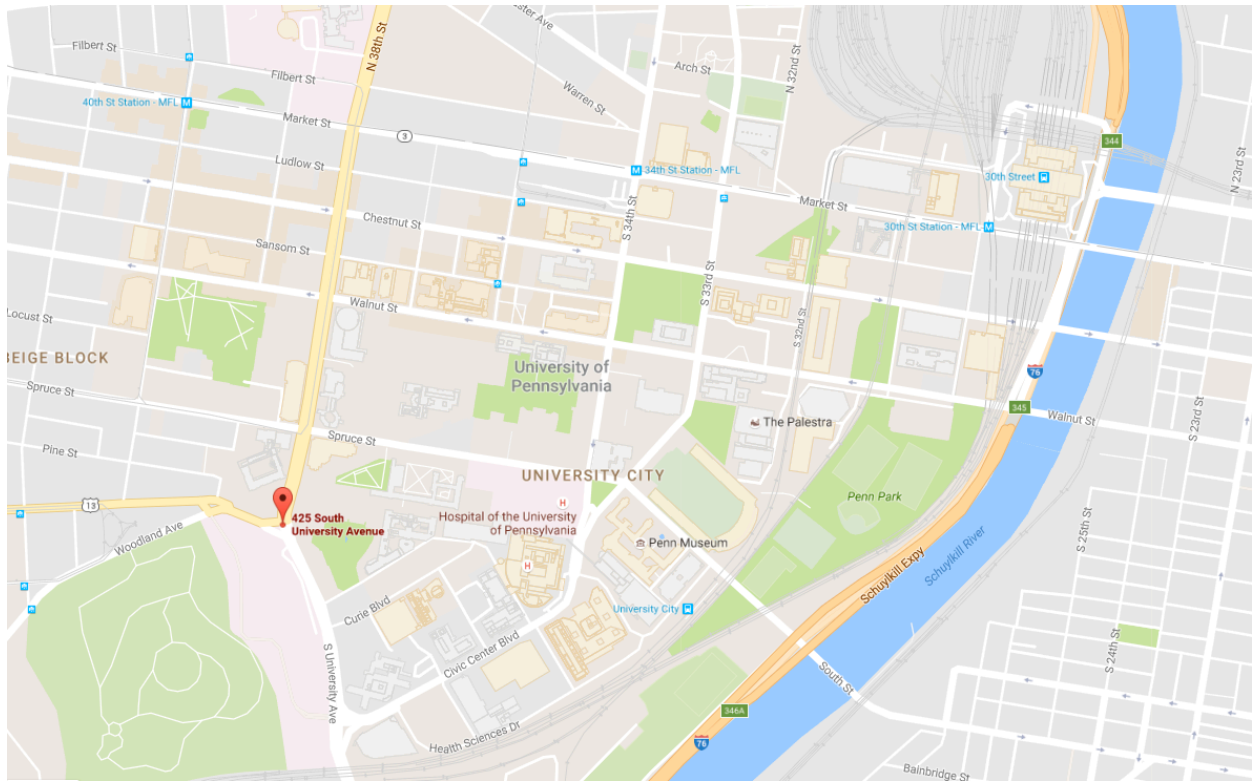 Filbert St
Filbert St
N 38th St
ster Ave
Arch St
N 32nd St
Warren St
40th St Station - MFL
M
Market St
3
344
N 23rd St
Ludlow St
M
34th St Station - MFL
30th Street
Market St
30th St Station - MFL
M
Chestnut St
S 34th St
Sansom St
S 33rd St
Walnut St
Locust St
S 32nd St
BEIGE BLOCK
University of
Pennsylvania
76
Spruce St
345
Walnut St
S 23rd St
The Palestra
Spruce St
Pine St
UNIVERSITY CITY
Penn Park
13
H
425 South
University Avenue
Hospital of the University
of Pennsylvania
Woodland Ave
Penn Museum
S 25th St
H
Schuylkill Expy
Schuylkill River
Curie Blvd
University City
Civic Center Blvd
S 24th St
S University Ave
South St
346A
Health Sciences Dr
76
Bainbridge St